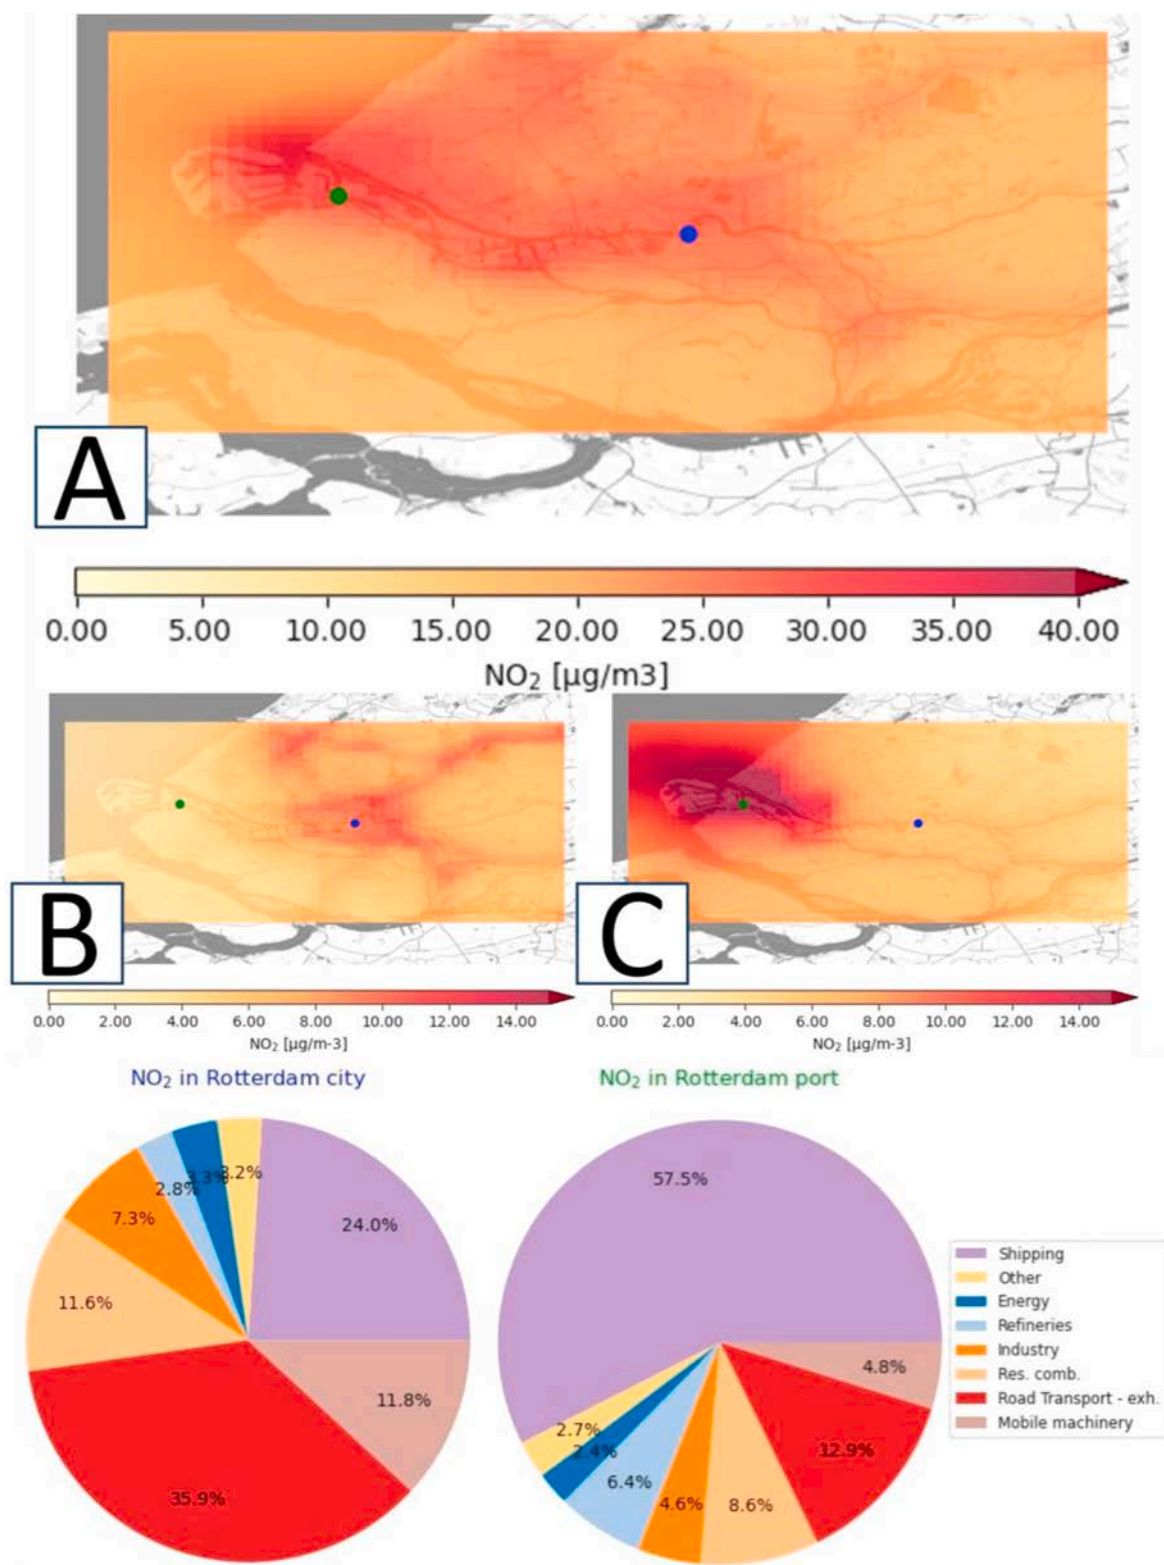 A
0.00 5.00 10.00 15.00 20.00 25.00 30.00 35.00 40.00
NO₂ [µg/m3]
B
C
0.00 2.00 4.00 6.00 8.00 10.00 12.00 14.00
NO₂ [µg/m-3]
0.00 2.00 4.00 6.00 8.00 10.00 12.00 14.00
NO₂ [µg/m-3]
NO₂ in Rotterdam city
3.2%
3.3%
2.8%
7.3%
24.0%
11.6%
11.8%
35.9%
NO₂ in Rotterdam port
57.5%
2.7%
2.4%
6.4%
4.6%
8.6%
12.9%
4.8%
Shipping
Other
Energy
Refineries
Industry
Res. comb.
Road Transport - exh.
Mobile machinery